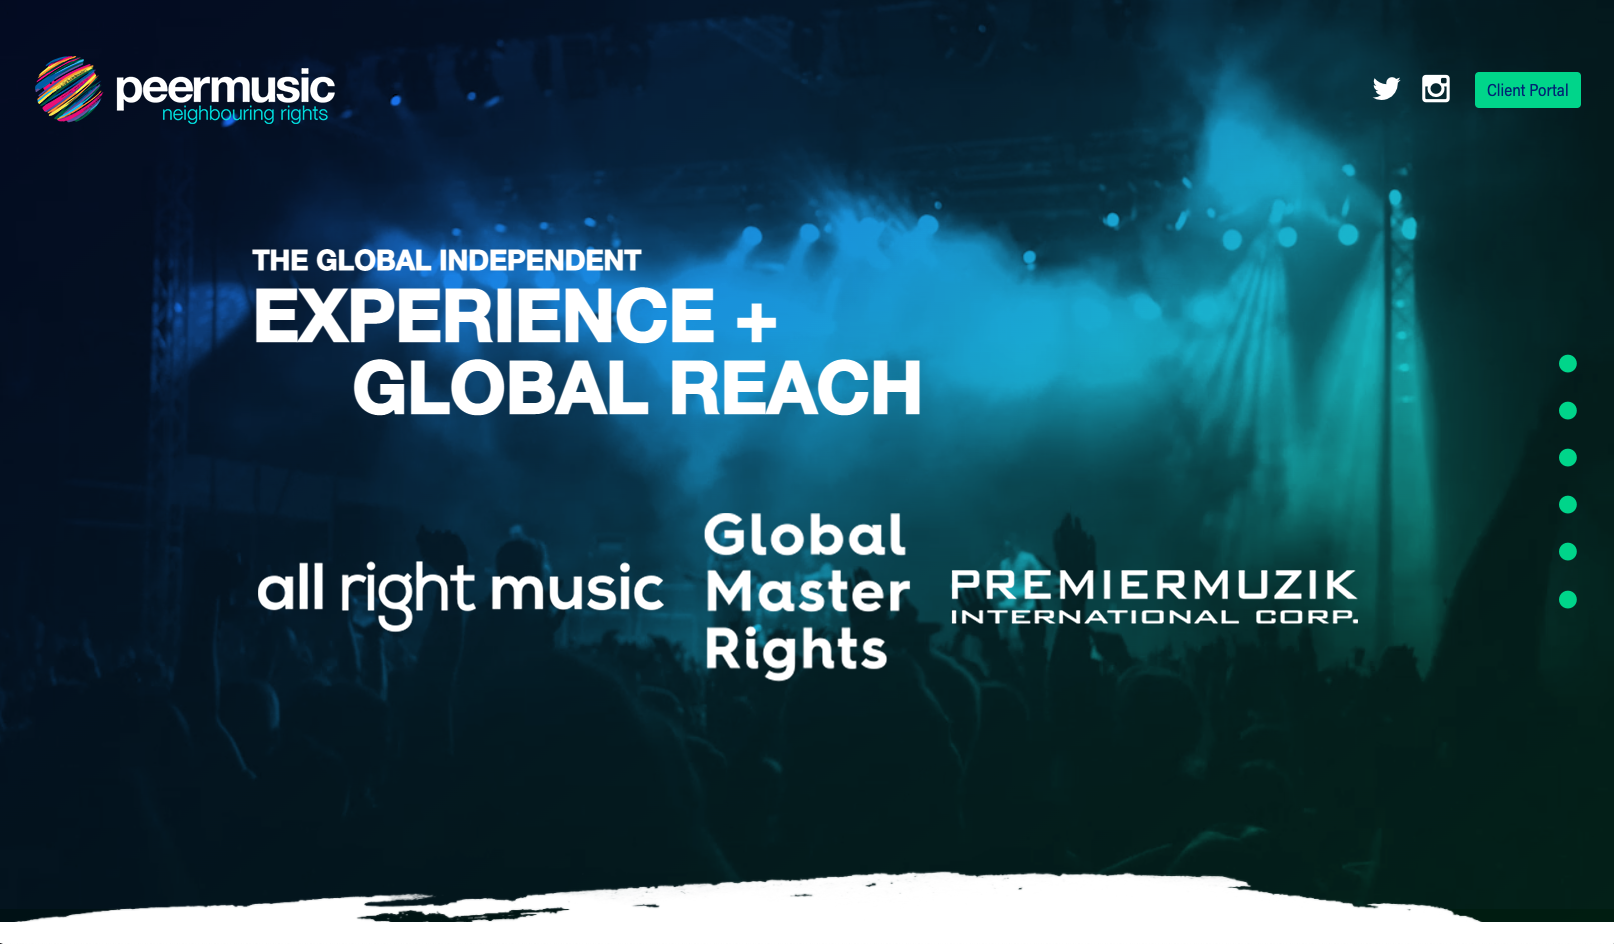 peermusic
neighbouring rights
Client Portal
THE GLOBAL INDEPENDENT
EXPERIENCE +
GLOBAL REACH
all right music
Global
Master
Rights
PREMIERMUZIK
INTERNATIONAL CORP.